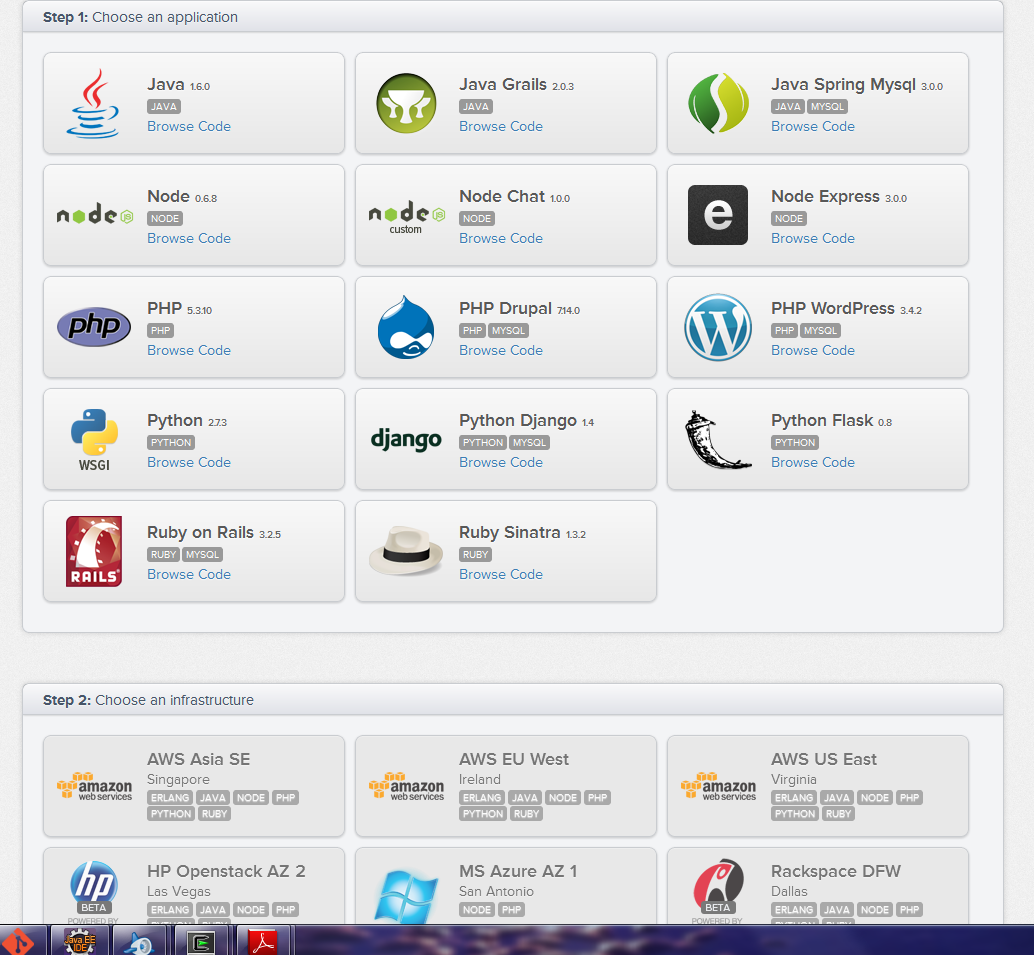 Step 1: Choose an application
Java 1.6.0
JAVA
Browse Code
Java Grails 2.0.3
JAVA
Browse Code
Java Spring Mysql 3.0.0
JAVA MYSQL
Browse Code
node JS
Node 0.6.8
NODE
Browse Code
node JS
custom
Node Chat 1.0.0
NODE
Browse Code
e
Node Express 3.0.0
NODE
Browse Code
php
PHP 5.3.10
PHP
Browse Code
PHP Drupal 7.14.0
PHP MYSQL
Browse Code
W
PHP WordPress 3.4.2
PHP MYSQL
Browse Code
WSGI
Python 2.7.3
PYTHON
Browse Code
django
Python Django 1.4
PYTHON MYSQL
Browse Code
Python Flask 0.8
PYTHON
Browse Code
RAILS
Ruby on Rails 3.2.5
RUBY MYSQL
Browse Code
Ruby Sinatra 1.3.2
RUBY
Browse Code
Step 2: Choose an infrastructure
amazon
web services
AWS Asia SE
Singapore
ERLANG JAVA NODE PHP
PYTHON RUBY
amazon
web services
AWS EU West
Ireland
ERLANG JAVA NODE PHP
PYTHON RUBY
amazon
web services
AWS US East
Virginia
ERLANG JAVA NODE PHP
PYTHON RUBY
hp
BETA
POWERED BY
HP Openstack AZ 2
Las Vegas
ERLANG JAVA NODE PHP
PYTHON RUBY
MS Azure AZ 1
San Antonio
NODE PHP
BETA
POWERED BY
Rackspace DFW
Dallas
ERLANG JAVA NODE PHP
PYTHON RUBY
Java EE
IDE